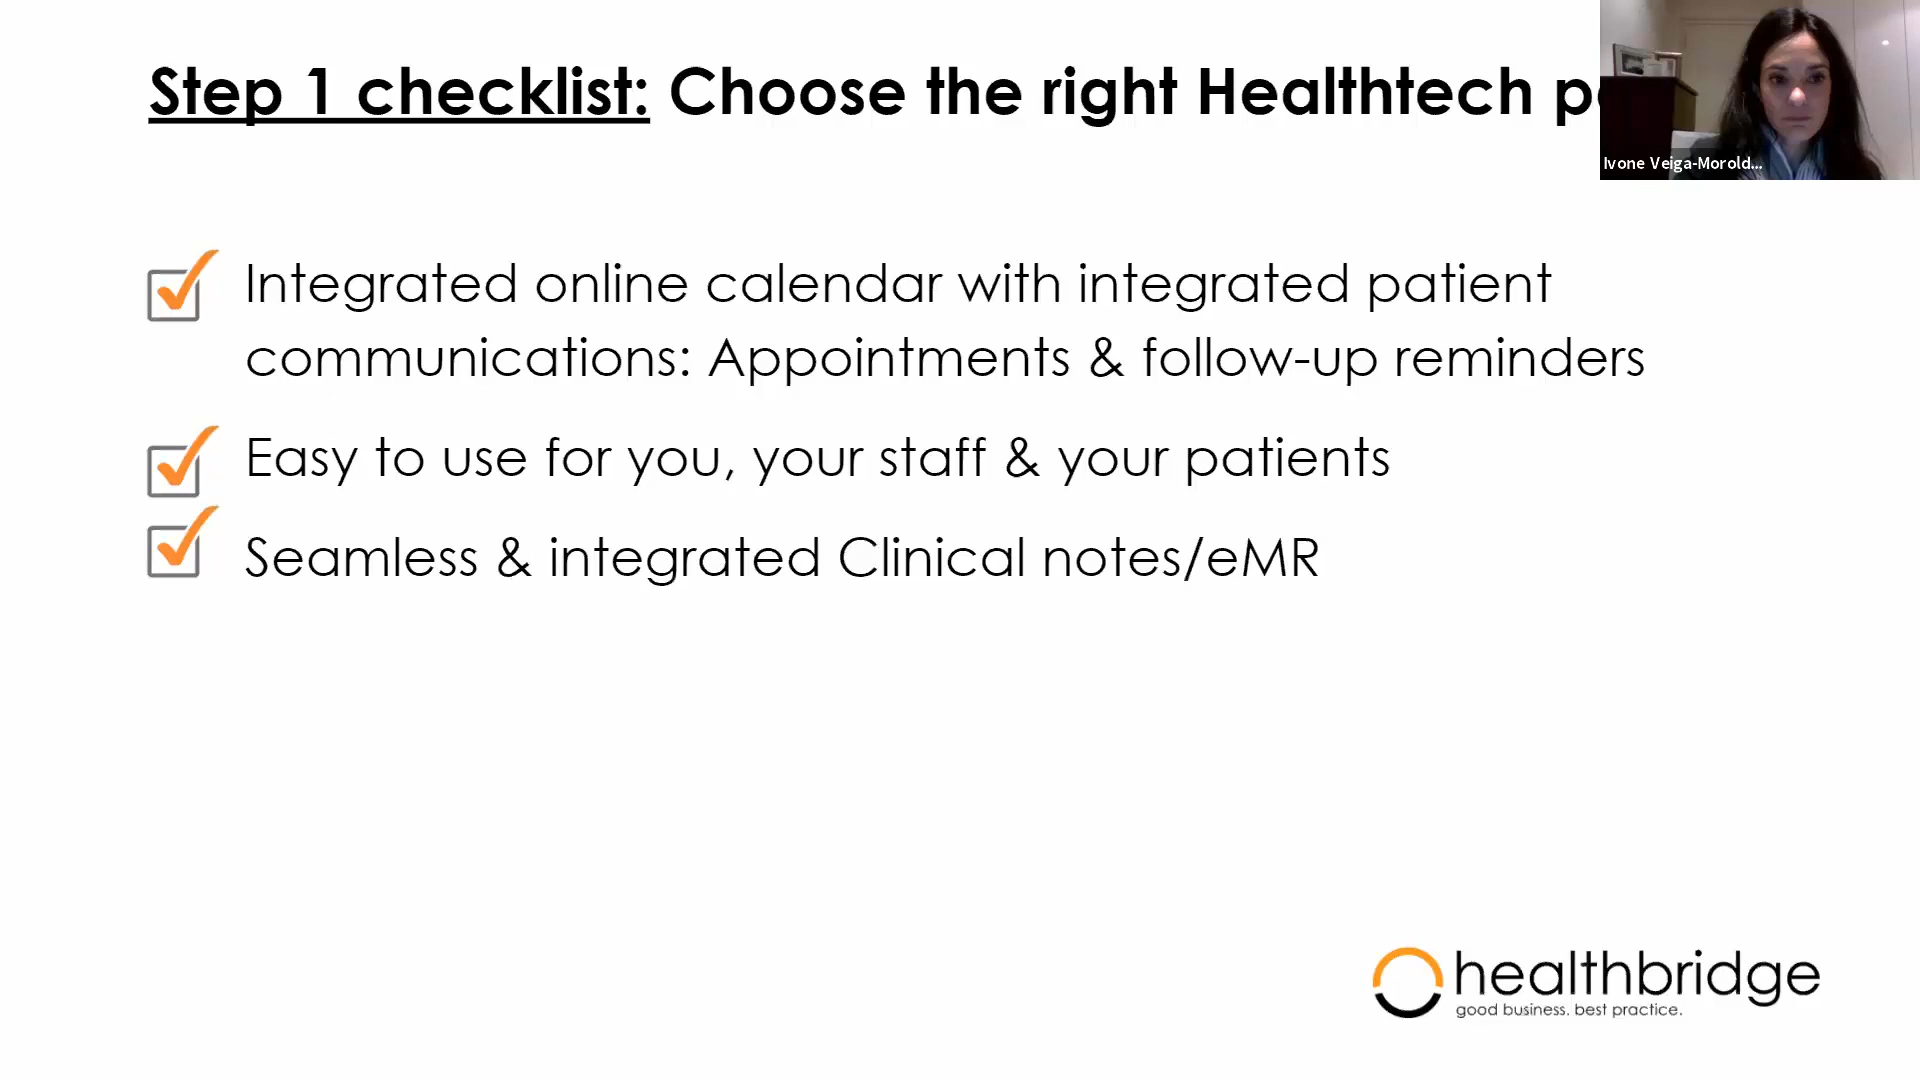 Step 1 checklist: Choose the right Healthtech
Ivone Veiga-Morold...
Integrated online calendar with integrated patient
communications: Appointments & follow-up reminders
Easy to use for you, your staff & your patients
Seamless & integrated Clinical notes/eMR
healthbridge
good business. best practice.